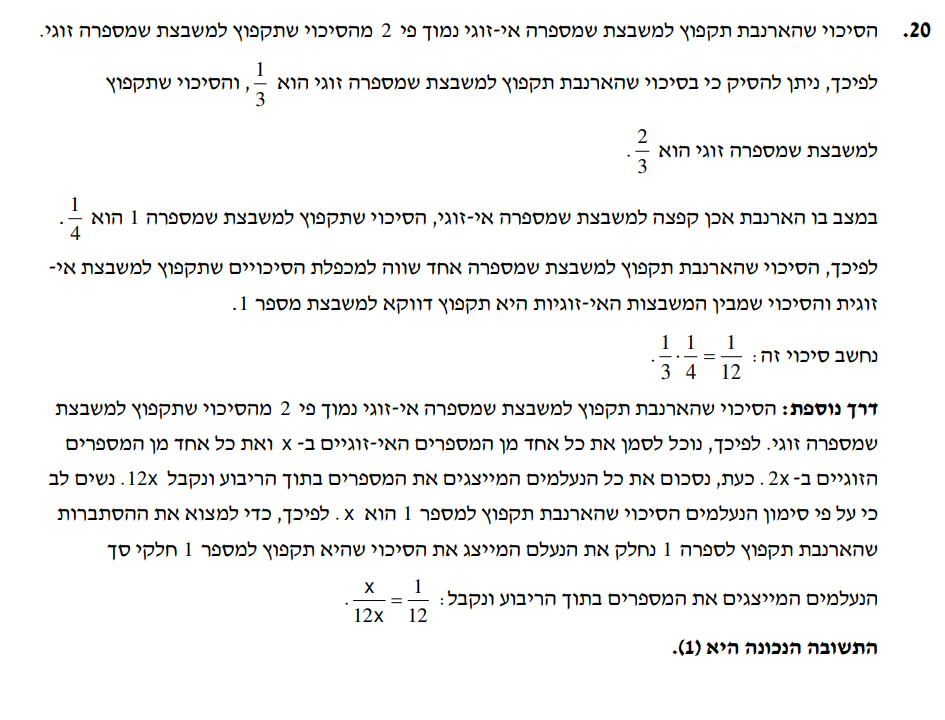 20. הסיכוי שהארנבת תקפוץ למשבצת שמספרה אי-זוגי נמוך פי 2 מהסיכוי שתקפוץ למשבצת שמספרה זוגי.
לפיכך, ניתן להסיק כי בסיכוי שהארנבת תקפוץ למשבצת שמספרה זוגי הוא 1/3, והסיכוי שתקפוץ
למשבצת שמספרה זוגי הוא 2/3.
במצב בו הארנבת אכן קפצה למשבצת שמספרה אי-זוגי, הסיכוי שתקפוץ למשבצת שמספרה 1 הוא 1/4.
לפיכך, הסיכוי שהארנבת תקפוץ למשבצת שמספרה אחד שווה למכפלת הסיכויים שתקפוץ למשבצת אי-
זוגית והסיכוי שמבין המשבצות האי-זוגיות היא תקפוץ דווקא למשבצת מספר 1.
נחשב סיכוי זה: 1/3 · 1/4 = 1/12.
דרך נוספת: הסיכוי שהארנבת תקפוץ למשבצת שמספרה אי-זוגי נמוך פי 2 מהסיכוי שתקפוץ למשבצת
שמספרה זוגי. לפיכך, נוכל לסמן את כל אחד מן המספרים האי-זוגיים ב- x ואת כל אחד מן המספרים
הזוגיים ב- 2x. כעת, נסכום את כל הנעלמים המייצגים את המספרים בתוך הריבוע ונקבל 12x. נשים לב
כי על פי סימון הנעלמים הסיכוי שהארנבת תקפוץ למספר 1 הוא x. לפיכך, כדי למצוא את ההסתברות
שהארנבת תקפוץ לספרה 1 נחלק את הנעלם המייצג את הסיכוי שהיא תקפוץ למספר 1 חלקי סך
הנעלמים המייצגים את המספרים בתוך הריבוע ונקבל: x/12x = 1/12.
התשובה הנכונה היא (1).